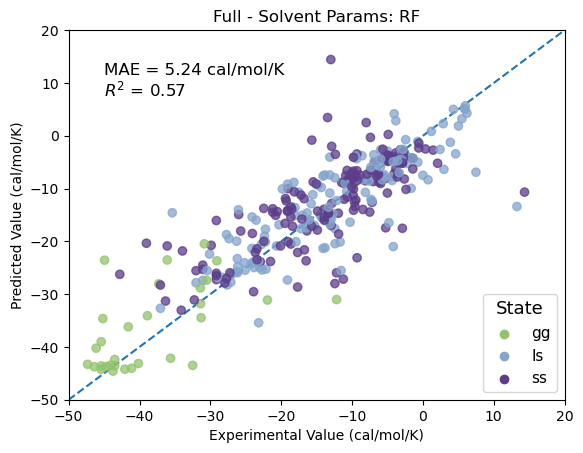 Full - Solvent Params: RF
MAE = 5.24 cal/mol/K
R² = 0.57
Predicted Value (cal/mol/K)
20
10
0
−10
−20
−30
−40
−50
State
gg
ls
ss
−50
−40
−30
−20
−10
0
10
20
Experimental Value (cal/mol/K)